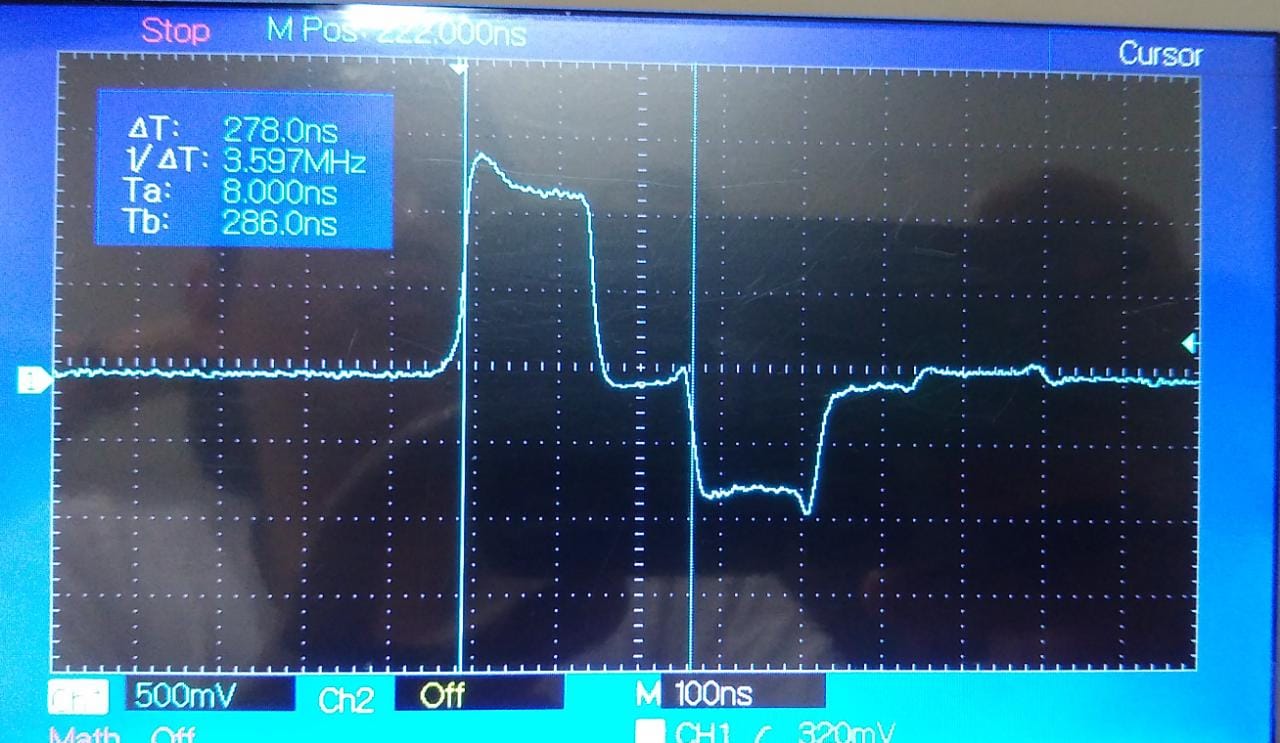 Stop M Pos: 222.000ns
Cursor
ΔT: 278.0ns
1/ΔT: 3.597MHz
Ta: 8.000ns
Tb: 286.0ns
Ch1 500mV Ch2 Off M 100ns
Math Off CH1 320mV